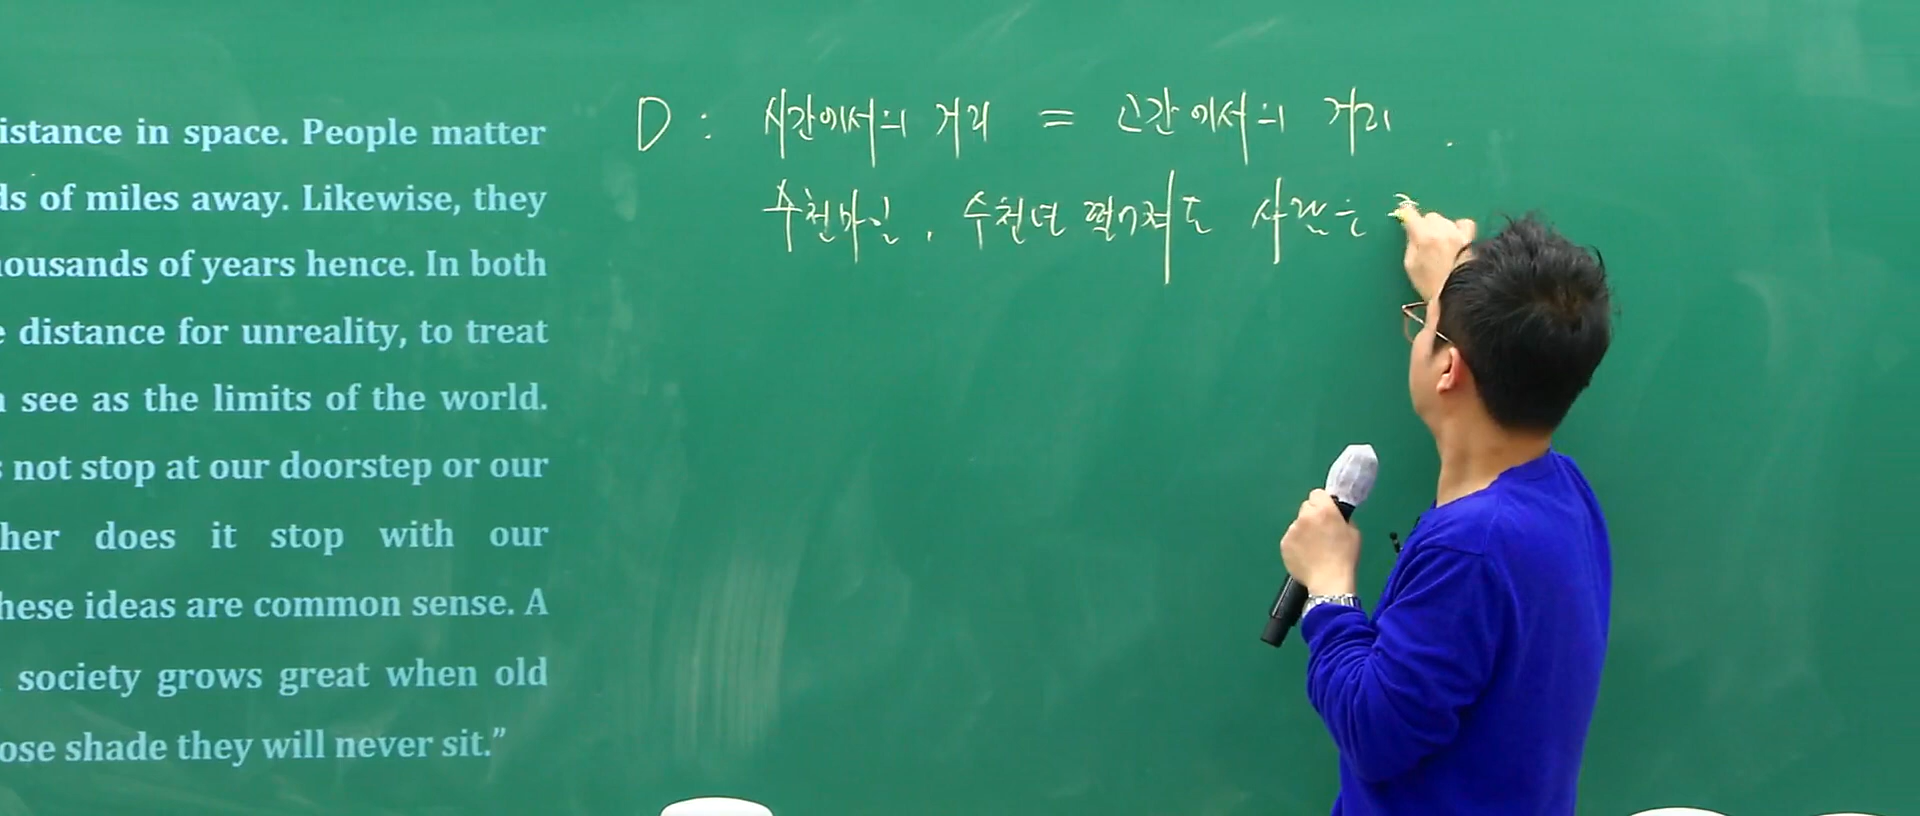 istance in space. People matter
ds of miles away. Likewise, they
ousands of years hence. In both
e distance for unreality, to treat
n see as the limits of the world.
s not stop at our doorstep or our
her does it stop with our
hese ideas are common sense. A
society grows great when old
ose shade they will never sit.”
D : 시간에서의 거리 = 공간에서의 거리
수천마일, 수천년 떨어져도 사람은